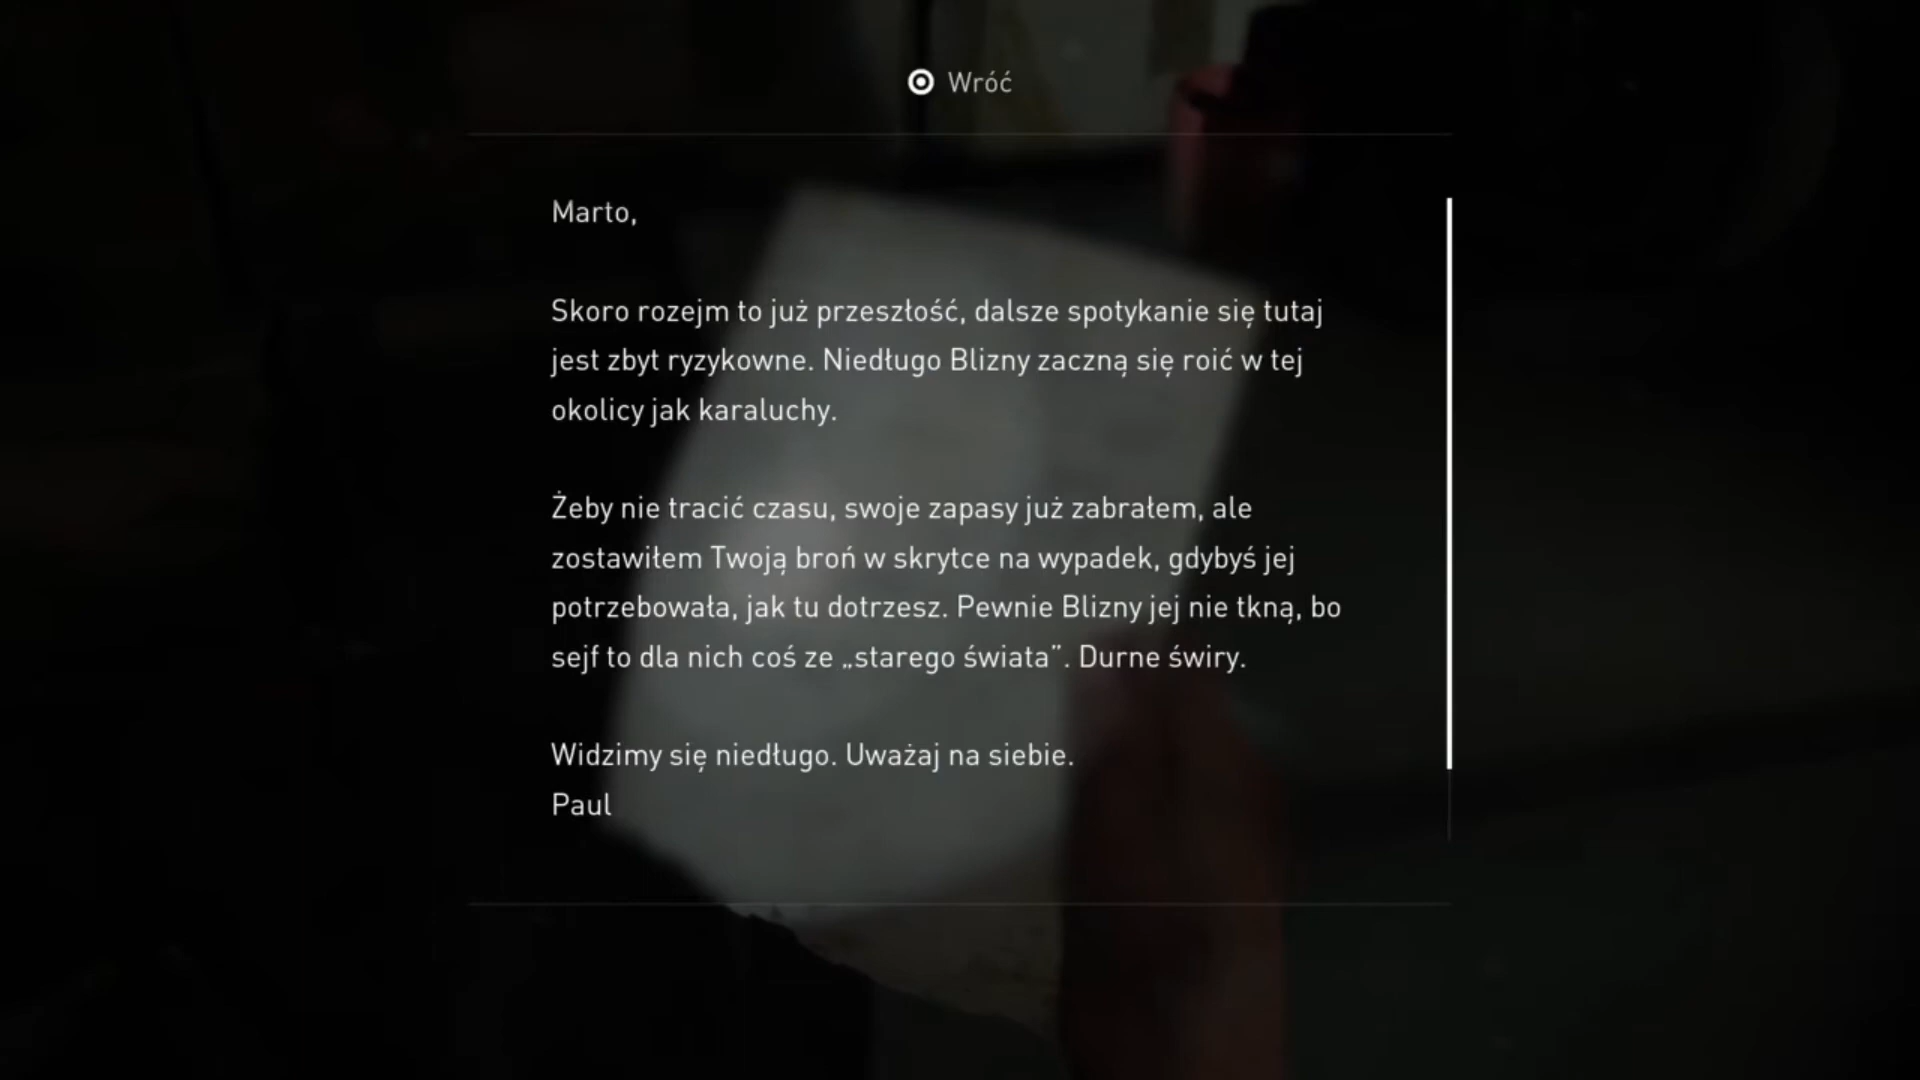 Wróć
Marto,
Skoro rozejm to już przeszłość, dalsze spotykanie się tutaj
jest zbyt ryzykowne. Niedługo Blizny zaczną się roić w tej
okolicy jak karaluchy.
Żeby nie tracić czasu, swoje zapasy już zabrałem, ale
zostawiłem Twoją broń w skrytce na wypadek, gdybyś jej
potrzebowała, jak tu dotrzesz. Pewnie Blizny jej nie tkną, bo
sejf to dla nich coś ze „starego świata”. Durne świry.
Widzimy się niedługo. Uważaj na siebie.
Paul